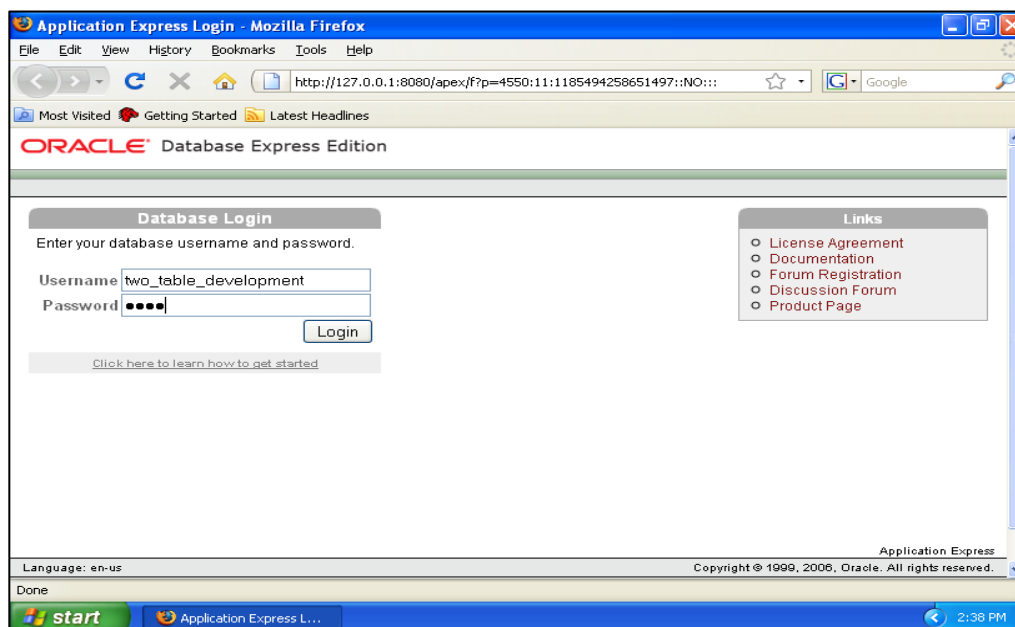 Application Express Login - Mozilla Firefox
File Edit View History Bookmarks Tools Help
http://127.0.0.1:8080/apex/f?p=4550:11:1185494258651497::NO:::
G Google
Most Visited Getting Started Latest Headlines
ORACLE Database Express Edition
Database Login
Enter your database username and password.
Username two_table_development
Password ●●●●
Login
Click here to learn how to get started
Links
License Agreement
Documentation
Forum Registration
Discussion Forum
Product Page
Application Express
Language: en-us Copyright © 1999, 2006, Oracle. All rights reserved.
Done
start Application Express L... 2:38 PM